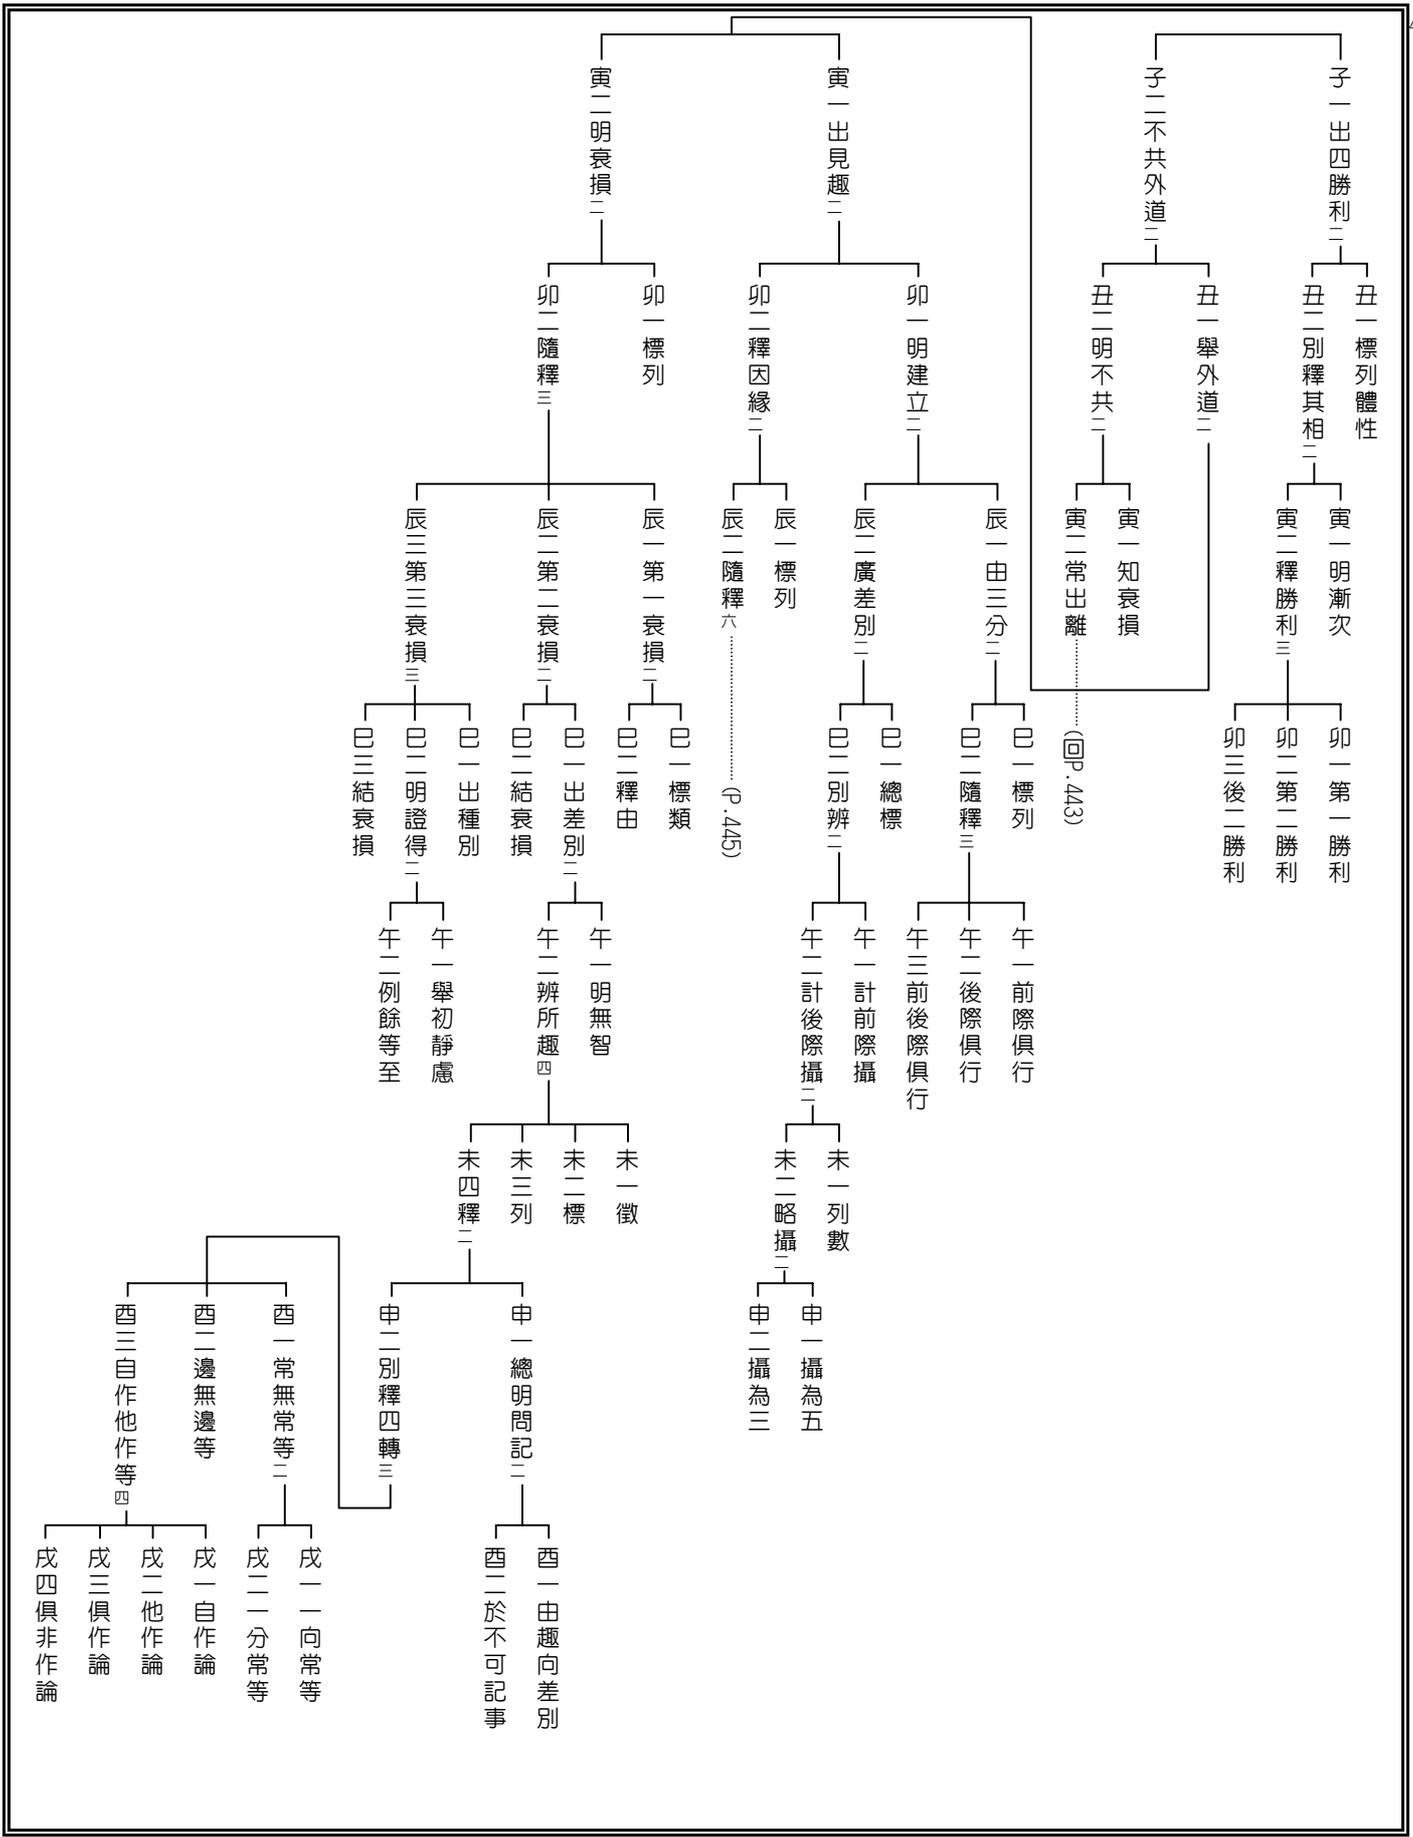 子一出四勝利二
丑一標列體性
丑二別釋其相二
寅一明漸次
寅二釋勝利三
卯一第一勝利
卯二第二勝利
卯三後二勝利
子二不共外道二
丑一舉外道二
丑二明不共二
寅一知衰損
寅二常出離
(回P.443)
寅一出見趣二
卯一明建立二
辰一由三分二
巳一標列
巳二隨釋三
午一前際俱行
午二後際俱行
午三前後際俱行
辰二廣差別二
巳一總標
巳二別辨二
午一計前際攝
午二計後際攝二
未一列數
未二略攝二
申一攝為五
申二攝為三
卯二釋因緣二
辰一標列
辰二隨釋六
(P.445)
寅二明衰損二
卯一標列
卯二隨釋三
辰一第一衰損二
巳一標類
巳二釋由
辰二第二衰損二
巳一出差別二
午一明無智
午二辨所趣四
未一徵
未二標
未三列
未四釋二
申一總明問記二
酉一由趣向差別
酉二於不可記事
申二別釋四轉三
酉一常無常等二
戌一一向常等
戌二一分常等
酉二邊無邊等
酉三自作他作等四
戌一自作論
戌二他作論
戌三俱作論
戌四俱非作論
巳二結衰損
辰三第三衰損三
巳一出種別
巳二明證得二
午一舉初靜慮
午二例餘等至
巳三結衰損